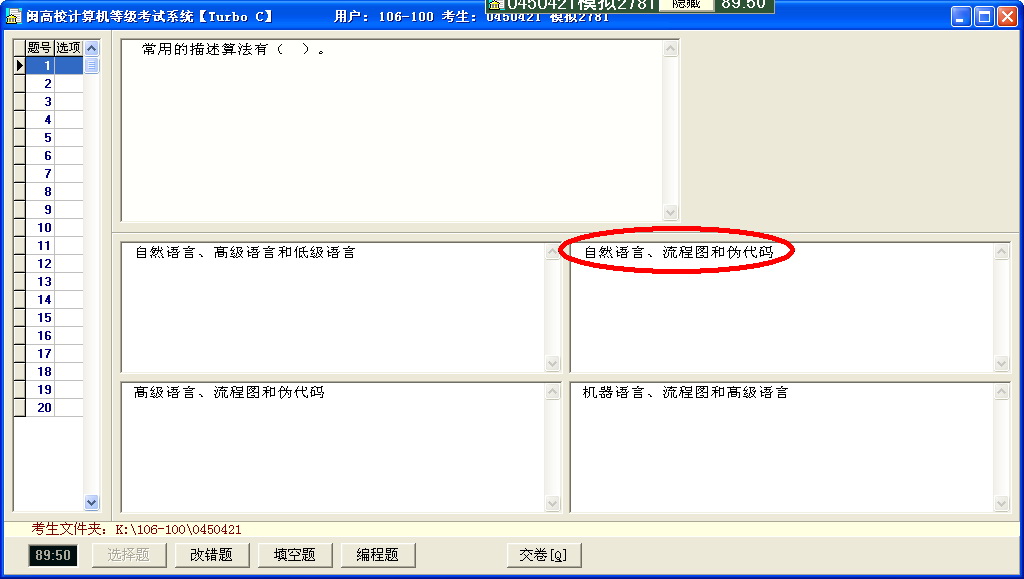 闽高校计算机等级考试系统【Turbo C】 用户: 106-100 考生: 0450421 模拟2781
0450421模拟2781 隐藏 89:50
题号 选项
常用的描述算法有（ ）。
1
2
3
4
5
6
7
8
9
10
11
12
13
14
15
16
17
18
19
20
自然语言、高级语言和低级语言
自然语言、流程图和伪代码
高级语言、流程图和伪代码
机器语言、流程图和高级语言
考生文件夹: K:\106-100\0450421
89:50 选择题 改错题 填空题 编程题 交卷[Q]